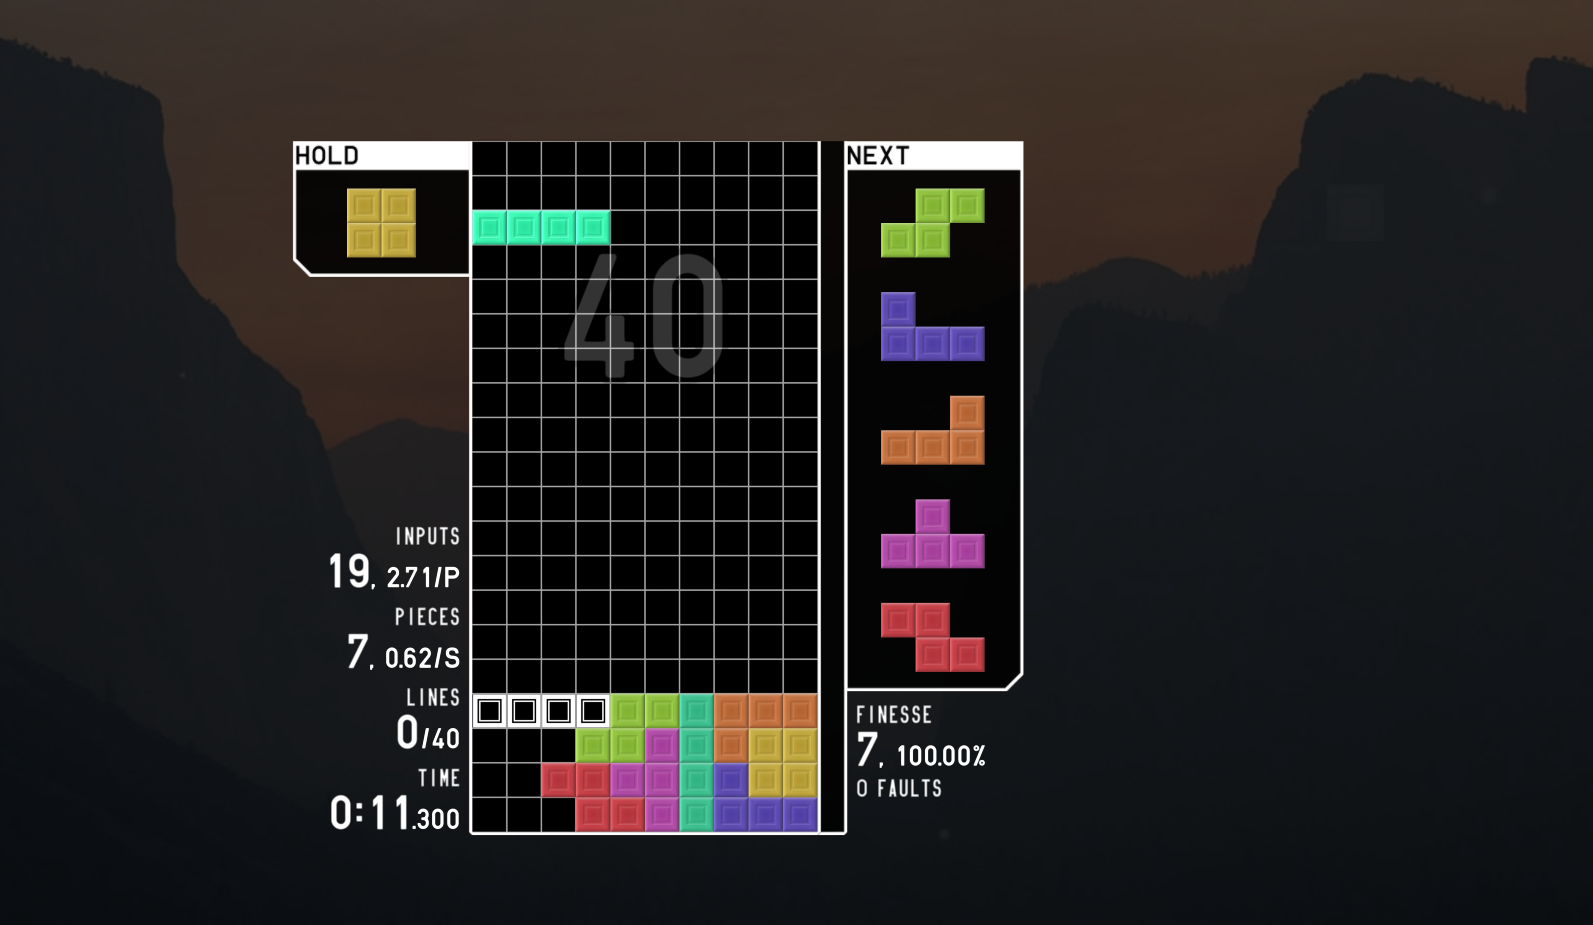 HOLD
NEXT
40
INPUTS
19, 2.71/P
PIECES
7, 0.62/S
LINES
0/40
TIME
0:11.300
FINESSE
7, 100.00%
0 FAULTS